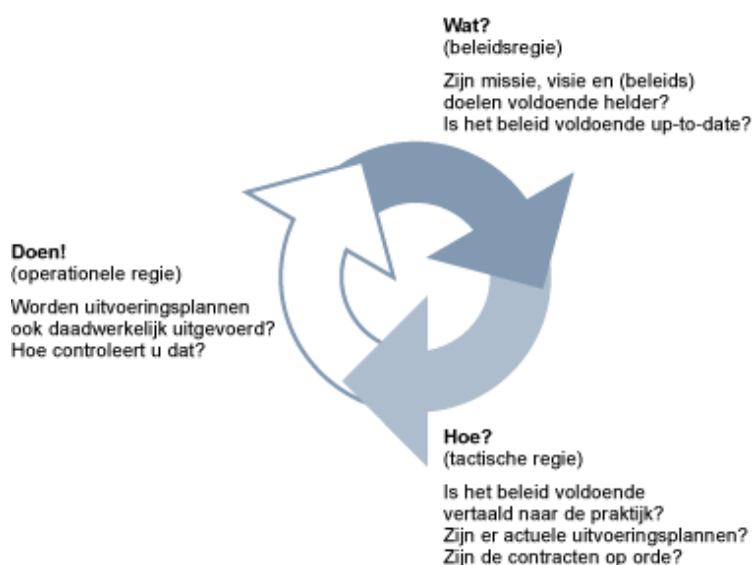 Wat?
(beleidsregie)
Zijn missie, visie en (beleids)
doelen voldoende helder?
Is het beleid voldoende up-to-date?
Doen!
(operationele regie)
Worden uitvoeringsplannen
ook daadwerkelijk uitgevoerd?
Hoe controleert u dat?
Hoe?
(tactische regie)
Is het beleid voldoende
vertaald naar de praktijk?
Zijn er actuele uitvoeringsplannen?
Zijn de contracten op orde?